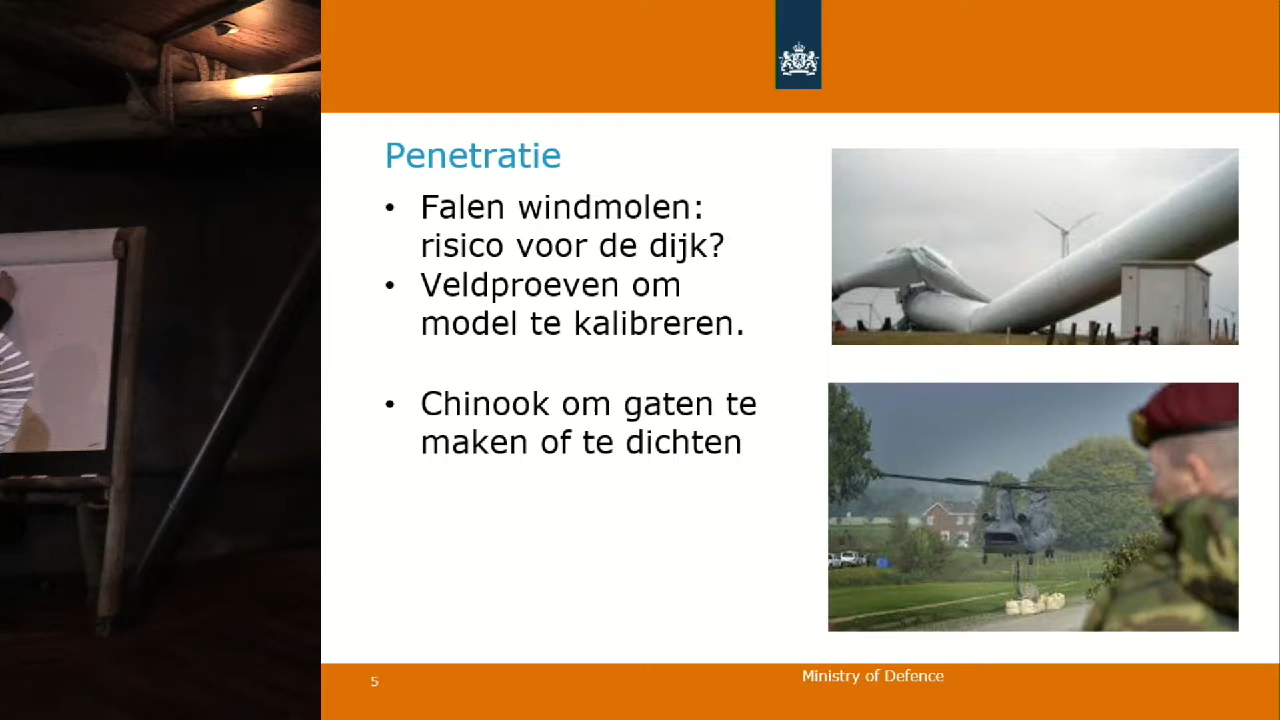 Penetratie
• Falen windmolen:
risico voor de dijk?
• Veldproeven om
model te kalibreren.
• Chinook om gaten te
maken of te dichten
5
Ministry of Defence